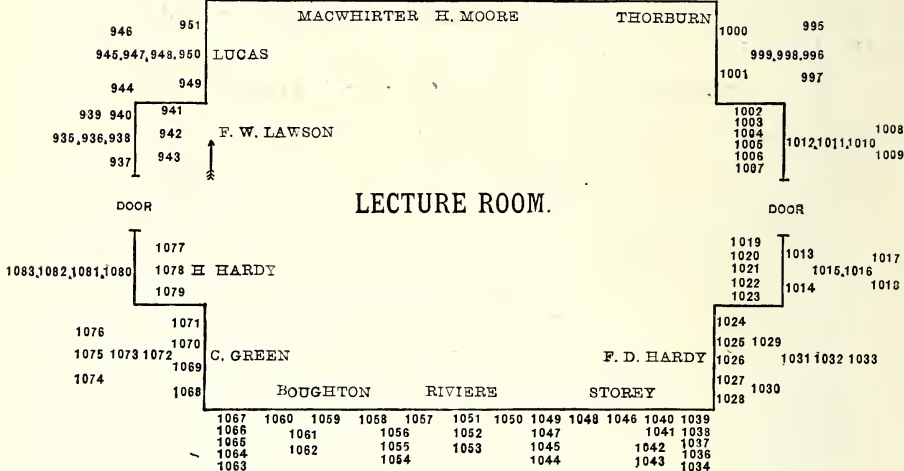 MACWHIRTER H. MOORE THORBURN
951 1000 995
946
945,947,948,950 LUCAS 999,998,996
944 949 1001 997
939 940 941 1002
1003
935,936,938 942 F. W. LAWSON 1004 1012,1011,1010 1008
1005
937 943 1006 1009
1007
LECTURE ROOM.
DOOR DOOR
1077 1019 1013 1017
1020
1083,1082,1081,1080 1078 H HARDY 1021 1015,1016
1079 1022 1014 1018
1023
1071 1024
1076 1070 1025 1029
1075 1073 1072 C. GREEN F. D. HARDY 1026 1031 1032 1033
1069
1074 1027 1030
1068 BOUGHTON RIVIERE STOREY 1028
1067 1060 1059 1058 1057 1051 1050 1049 1048 1046 1040 1039
1066 1061 1056 1052 1047 1041 1038
1065 1062 1055 1053 1045 1042 1037
1064 1054 1044 1043 1036
1063 1034